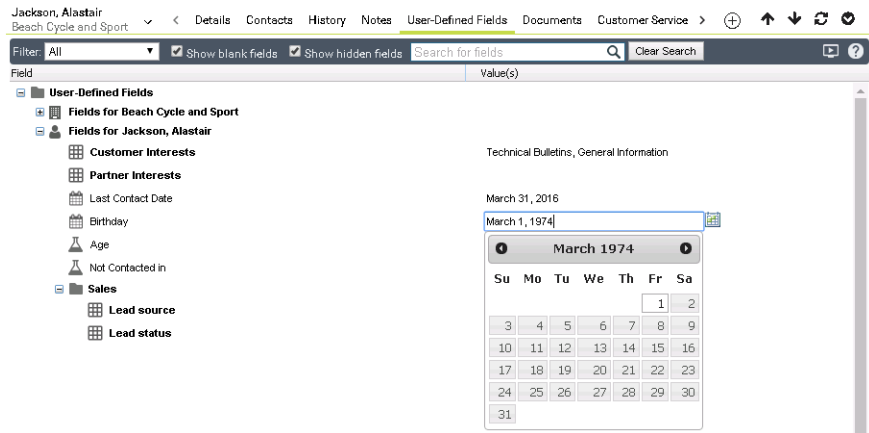 Jackson, Alastair
Beach Cycle and Sport
Details Contacts History Notes User-Defined Fields Documents Customer Service
Filter: All Show blank fields Show hidden fields Search for fields Clear Search
Field Value(s)
User-Defined Fields
Fields for Beach Cycle and Sport
Fields for Jackson, Alastair
Customer Interests Technical Bulletins, General Information
Partner Interests
Last Contact Date March 31, 2016
Birthday March 1, 1974
Age
Not Contacted in
Sales
Lead source
Lead status
March 1974
Su Mo Tu We Th Fr Sa
1 2
3 4 5 6 7 8 9
10 11 12 13 14 15 16
17 18 19 20 21 22 23
24 25 26 27 28 29 30
31